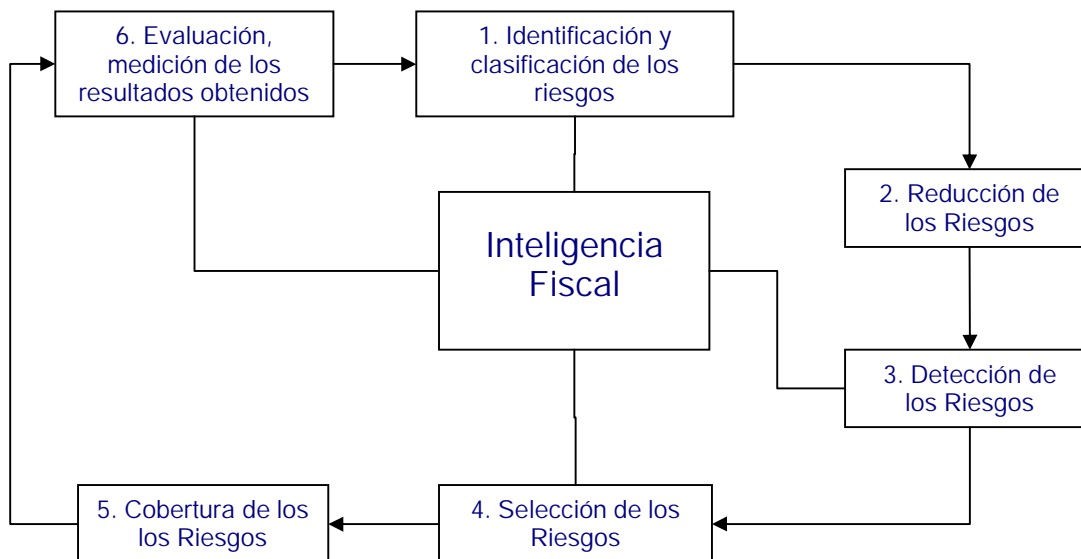 6. Evaluación,
medición de los
resultados obtenidos
1. Identificación y
clasificación de los
riesgos
2. Reducción de
los Riesgos
Inteligencia
Fiscal
3. Detección de
los Riesgos
4. Selección de los
Riesgos
5. Cobertura de los
los Riesgos